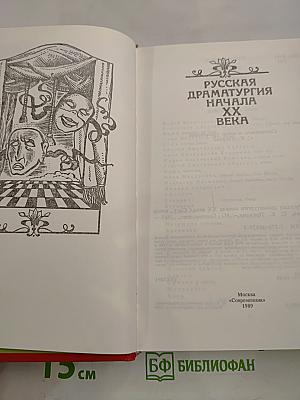 РУССКАЯ
ДРАМАТУРГИЯ
НАЧАЛА
XX
ВЕКА
Москва
«Современник»
1989
15 см
БФ БИБЛИОФАН